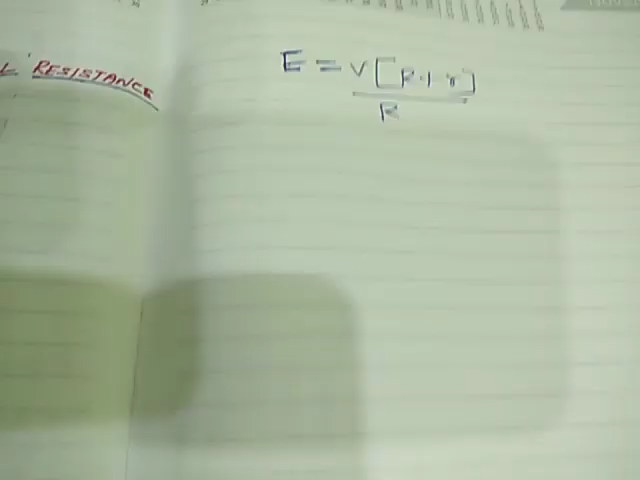 RESISTANCE
E = V[R+r]
R